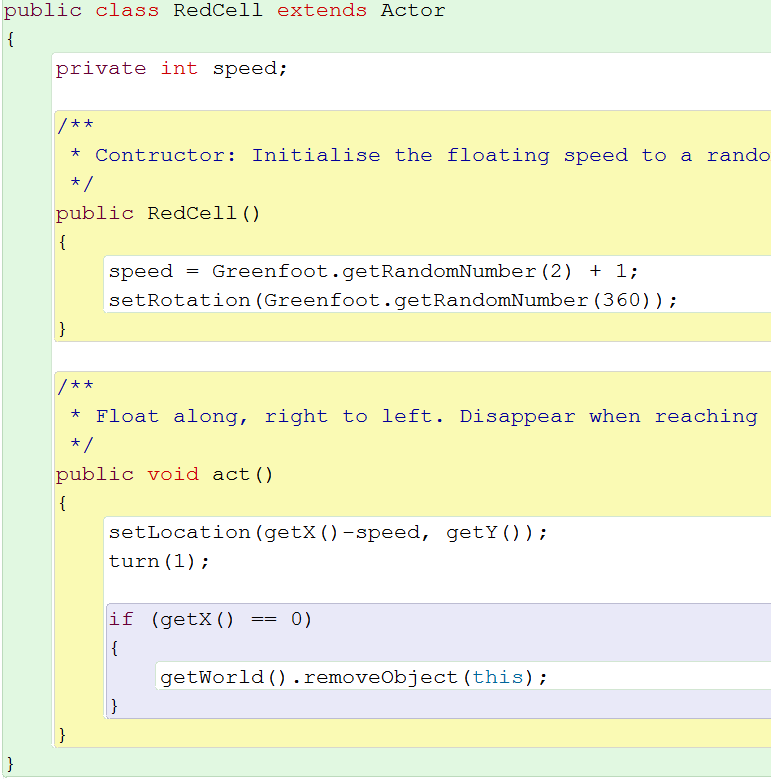 public class RedCell extends Actor
{
private int speed;
/**
* Contructor: Initialise the floating speed to a rando
*/
public RedCell()
{
speed = Greenfoot.getRandomNumber(2) + 1;
setRotation(Greenfoot.getRandomNumber(360));
}
/**
* Float along, right to left. Disappear when reaching
*/
public void act()
{
setLocation(getX()-speed, getY());
turn(1);
if (getX() == 0)
{
getWorld().removeObject(this);
}
}
}